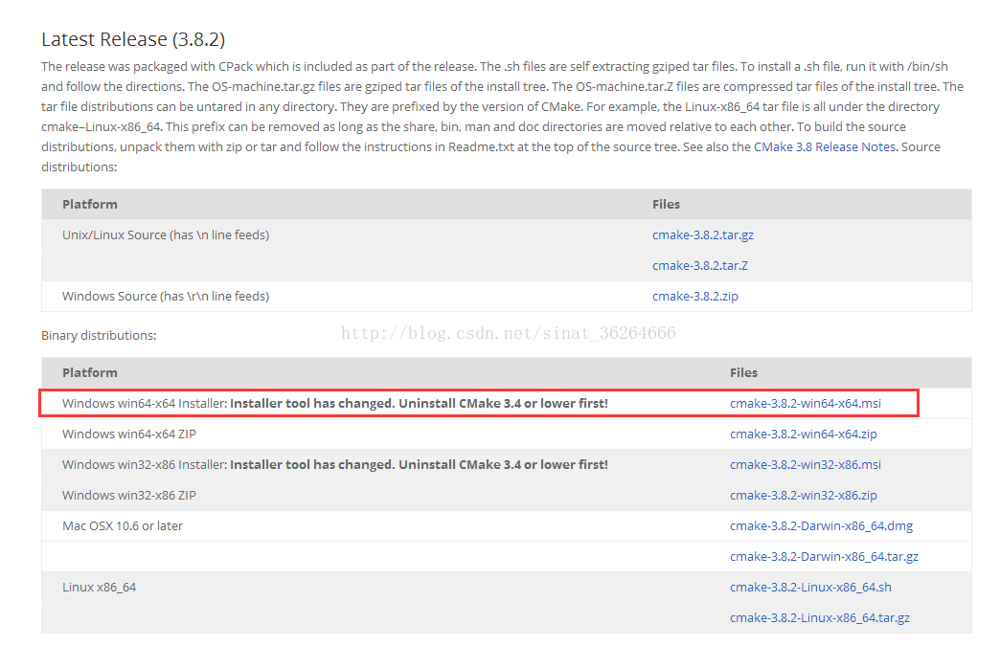 Latest Release (3.8.2)
The release was packaged with CPack which is included as part of the release. The .sh files are self extracting gziped tar files. To install a .sh file, run it with /bin/sh
and follow the directions. The OS-machine.tar.gz files are gziped tar files of the install tree. The OS-machine.tar.Z files are compressed tar files of the install tree. The
tar file distributions can be untared in any directory. They are prefixed by the version of CMake. For example, the Linux-x86_64 tar file is all under the directory
cmake–Linux-x86_64. This prefix can be removed as long as the share, bin, man and doc directories are moved relative to each other. To build the source
distributions, unpack them with zip or tar and follow the instructions in Readme.txt at the top of the source tree. See also the CMake 3.8 Release Notes. Source
distributions:
Platform Files
Unix/Linux Source (has \n line feeds) cmake-3.8.2.tar.gz
cmake-3.8.2.tar.Z
Windows Source (has \r\n line feeds) cmake-3.8.2.zip
Binary distributions:
http://blog.csdn.net/sinat_36264666
Platform Files
Windows win64-x64 Installer: Installer tool has changed. Uninstall CMake 3.4 or lower first! cmake-3.8.2-win64-x64.msi
Windows win64-x64 ZIP cmake-3.8.2-win64-x64.zip
Windows win32-x86 Installer: Installer tool has changed. Uninstall CMake 3.4 or lower first! cmake-3.8.2-win32-x86.msi
Windows win32-x86 ZIP cmake-3.8.2-win32-x86.zip
Mac OSX 10.6 or later cmake-3.8.2-Darwin-x86_64.dmg
cmake-3.8.2-Darwin-x86_64.tar.gz
Linux x86_64 cmake-3.8.2-Linux-x86_64.sh
cmake-3.8.2-Linux-x86_64.tar.gz